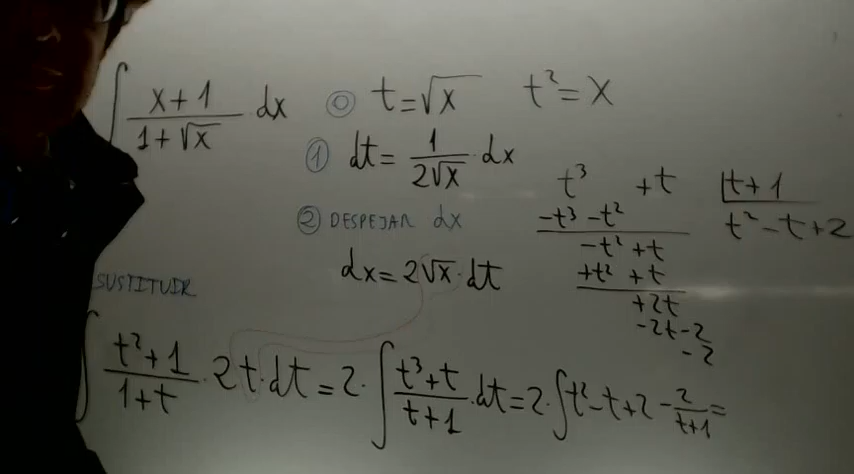 ∫ (x+1)/(1+√x) dx
⓪ t=√x t²=x
① dt= 1/(2√x) · dx
② DESPEJAR dx
dx=2√x·dt
t³ +t |t+1
-t³ -t² t²-t+2
-t² +t
+t² +t
+2t
-2t-2
-2
SUSTITUIR
∫ (t²+1)/(1+t) · 2t·dt=2·∫ (t³+t)/(t+1) ·dt=2·∫t²-t+2- 2/(t+1) =